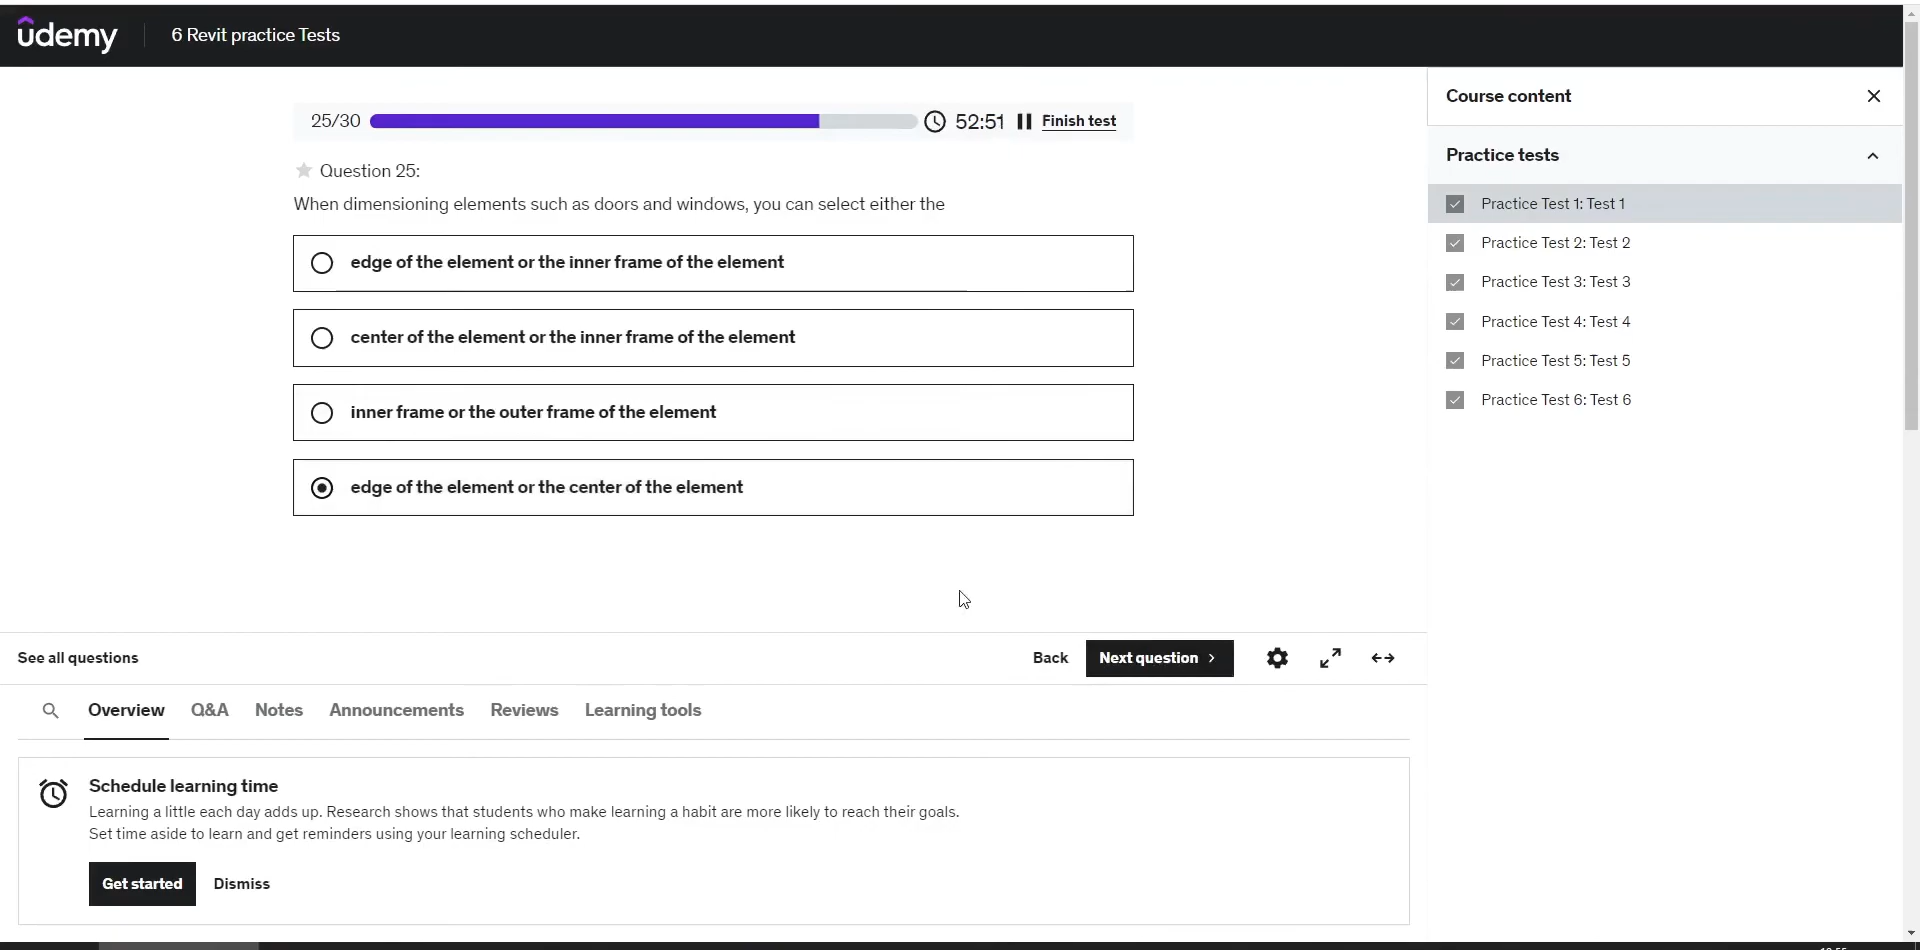 udemy
6 Revit practice Tests
25/30
52:51
Finish test
Question 25:
When dimensioning elements such as doors and windows, you can select either the
edge of the element or the inner frame of the element
center of the element or the inner frame of the element
inner frame or the outer frame of the element
edge of the element or the center of the element
See all questions
Back
Next question
Overview
Q&A
Notes
Announcements
Reviews
Learning tools
Schedule learning time
Learning a little each day adds up. Research shows that students who make learning a habit are more likely to reach their goals.
Set time aside to learn and get reminders using your learning scheduler.
Get started
Dismiss
Course content
Practice tests
Practice Test 1: Test 1
Practice Test 2: Test 2
Practice Test 3: Test 3
Practice Test 4: Test 4
Practice Test 5: Test 5
Practice Test 6: Test 6